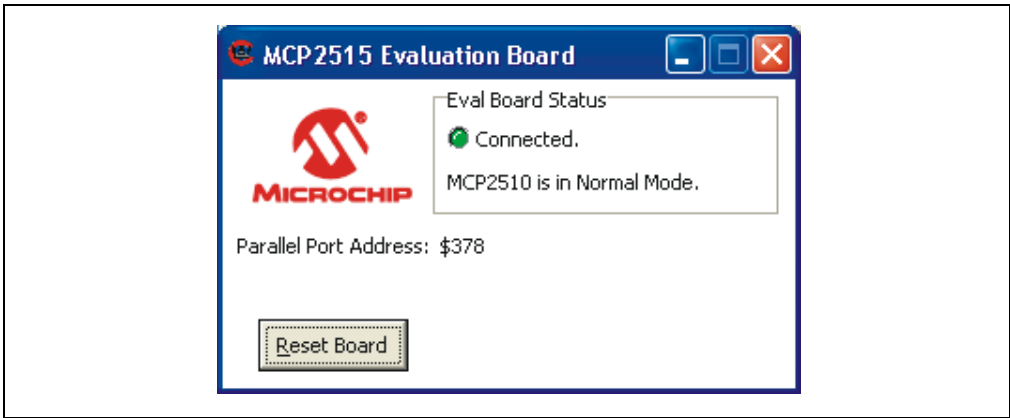 MCP2515 Evaluation Board
Eval Board Status
Connected.
MICROCHIP
MCP2510 is in Normal Mode.
Parallel Port Address: $378
Reset Board